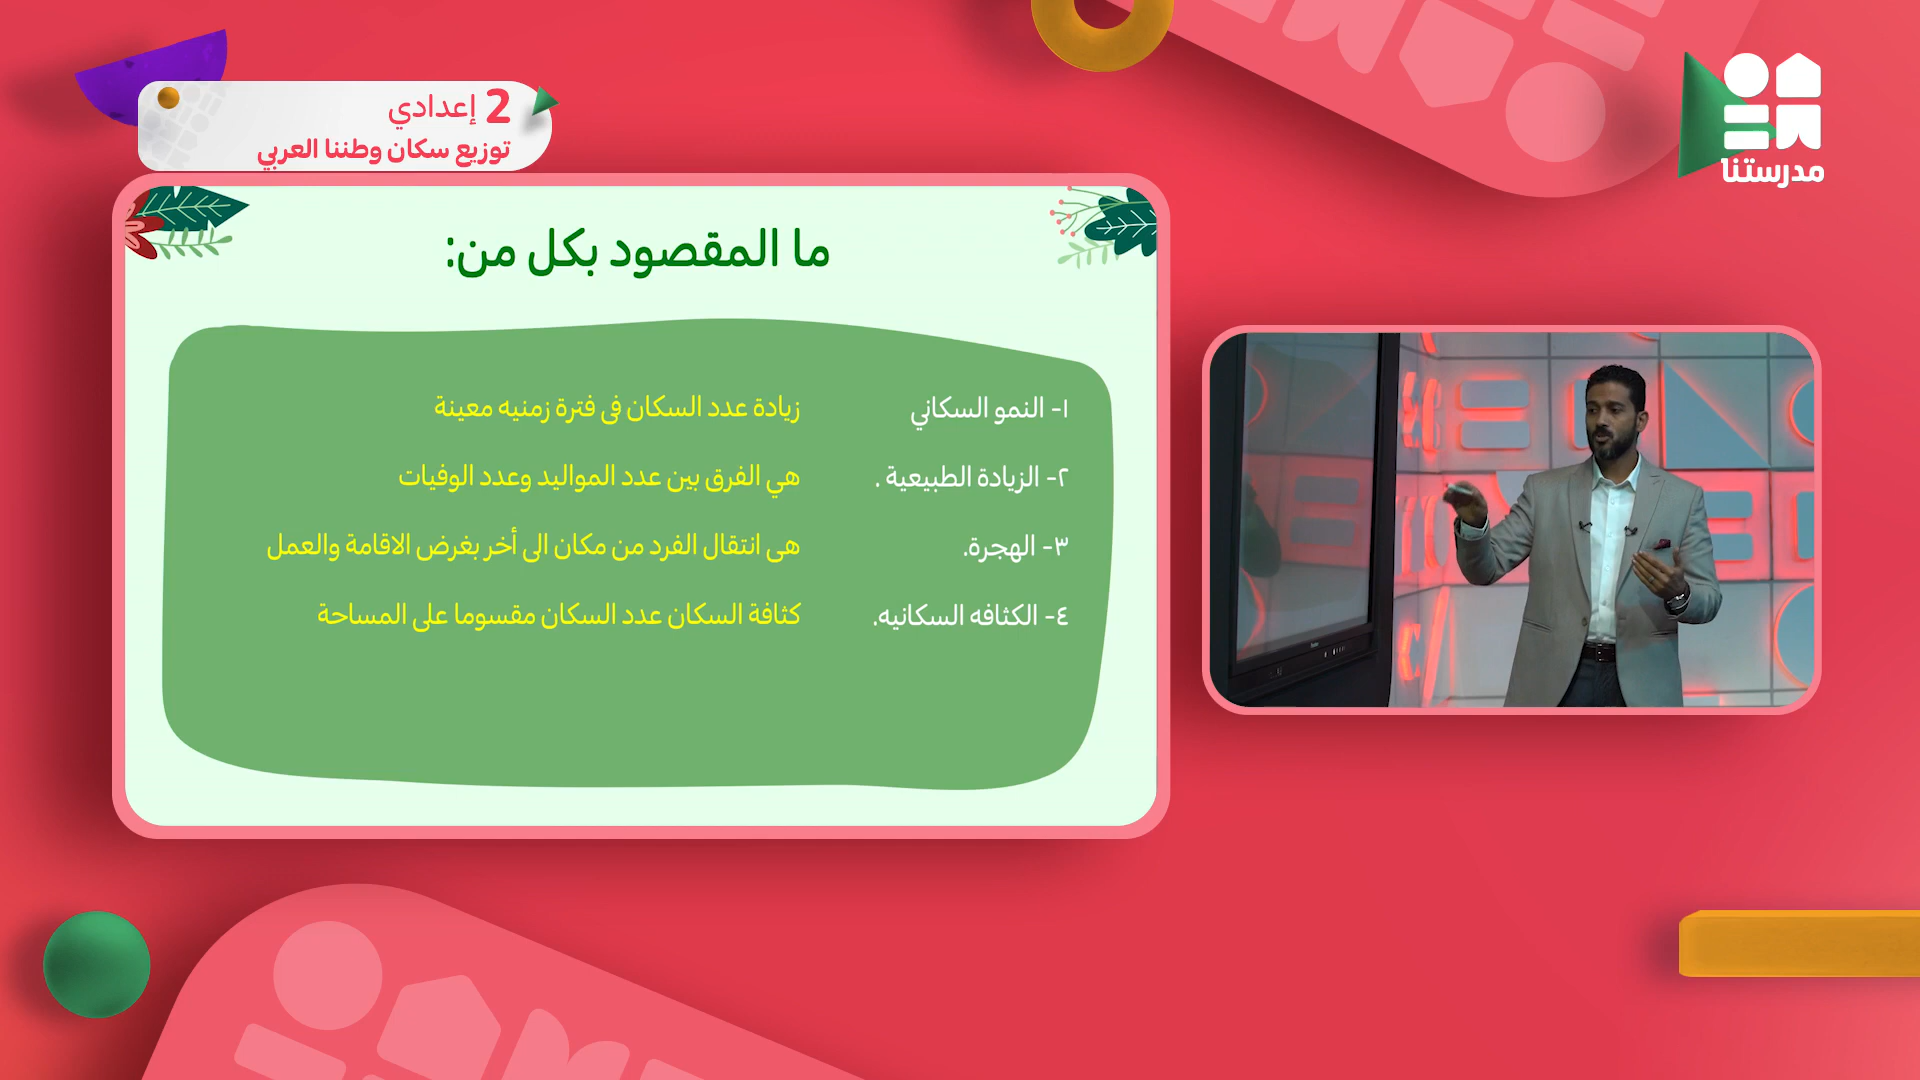 2 إعدادي
توزيع سكان وطننا العربي
مدرستنا
ما المقصود بكل من:
١- النمو السكاني زيادة عدد السكان فى فترة زمنيه معينة
٢- الزيادة الطبيعية . هي الفرق بين عدد المواليد وعدد الوفيات
٣- الهجرة. هى انتقال الفرد من مكان الى أخر بغرض الاقامة والعمل
٤- الكثافه السكانيه. كثافة السكان عدد السكان مقسوما على المساحة